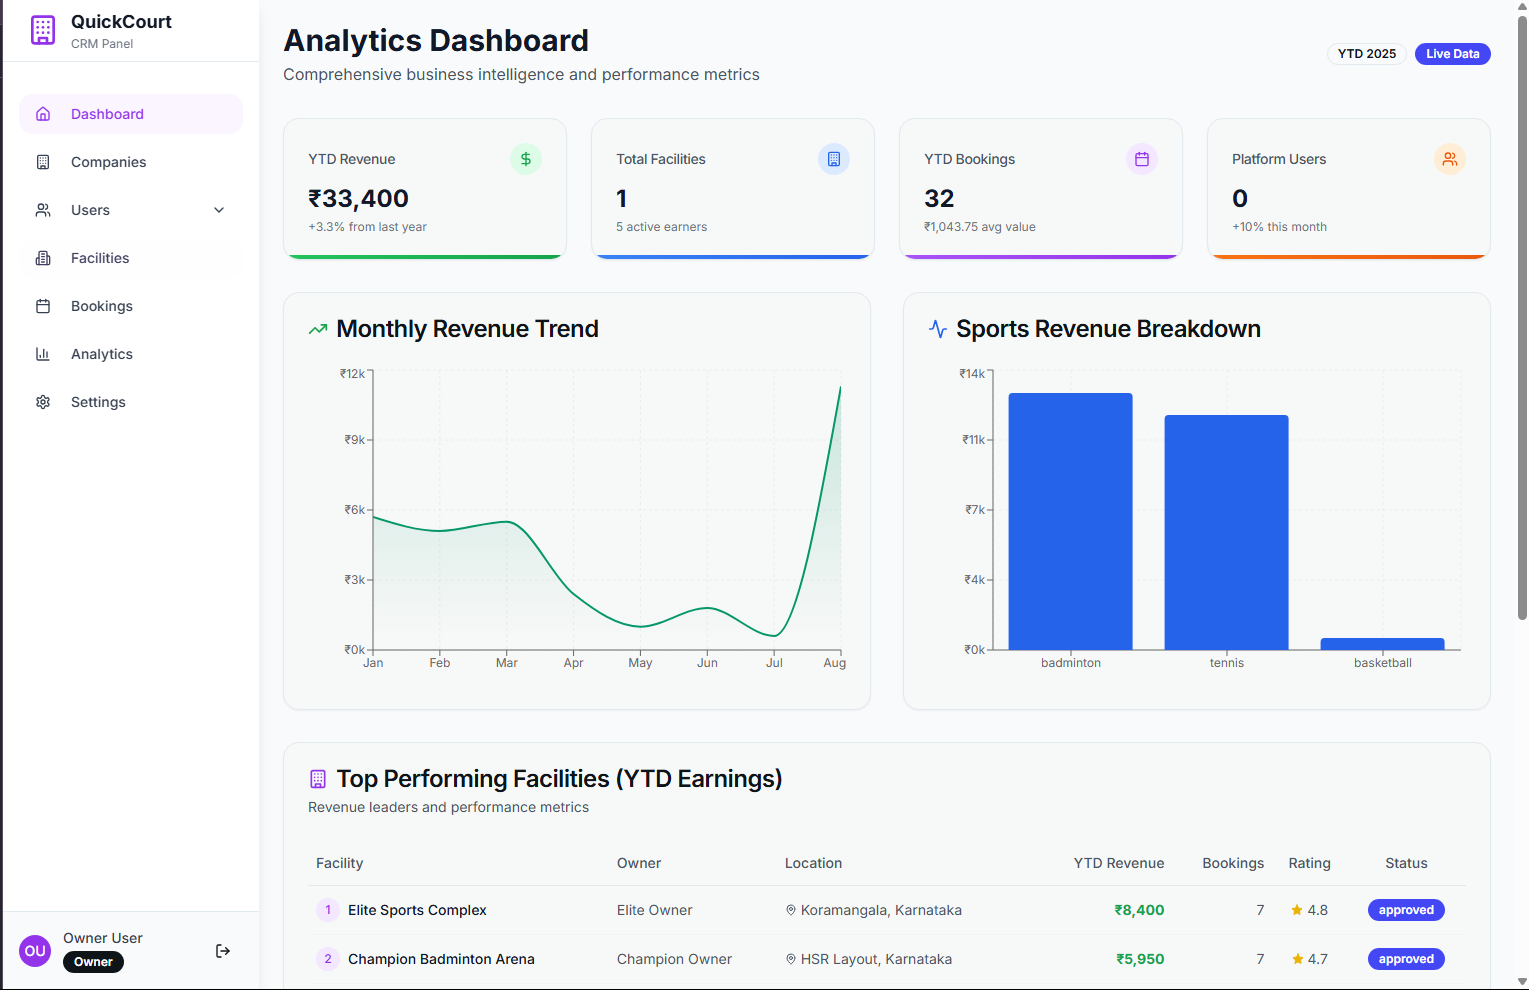 QuickCourt
CRM Panel
Dashboard
Companies
Users
Facilities
Bookings
Analytics
Settings
OU
Owner User
Owner
Analytics Dashboard
Comprehensive business intelligence and performance metrics
YTD 2025
Live Data
YTD Revenue
$
₹33,400
+3.3% from last year
Total Facilities
1
5 active earners
YTD Bookings
32
₹1,043.75 avg value
Platform Users
0
+10% this month
Monthly Revenue Trend
₹12k
₹9k
₹6k
₹3k
₹0k
Jan Feb Mar Apr May Jun Jul Aug
Sports Revenue Breakdown
₹14k
₹11k
₹7k
₹4k
₹0k
badminton tennis basketball
Top Performing Facilities (YTD Earnings)
Revenue leaders and performance metrics
Facility Owner Location YTD Revenue Bookings Rating Status
1 Elite Sports Complex Elite Owner Koramangala, Karnataka ₹8,400 7 4.8 approved
2 Champion Badminton Arena Champion Owner HSR Layout, Karnataka ₹5,950 7 4.7 approved